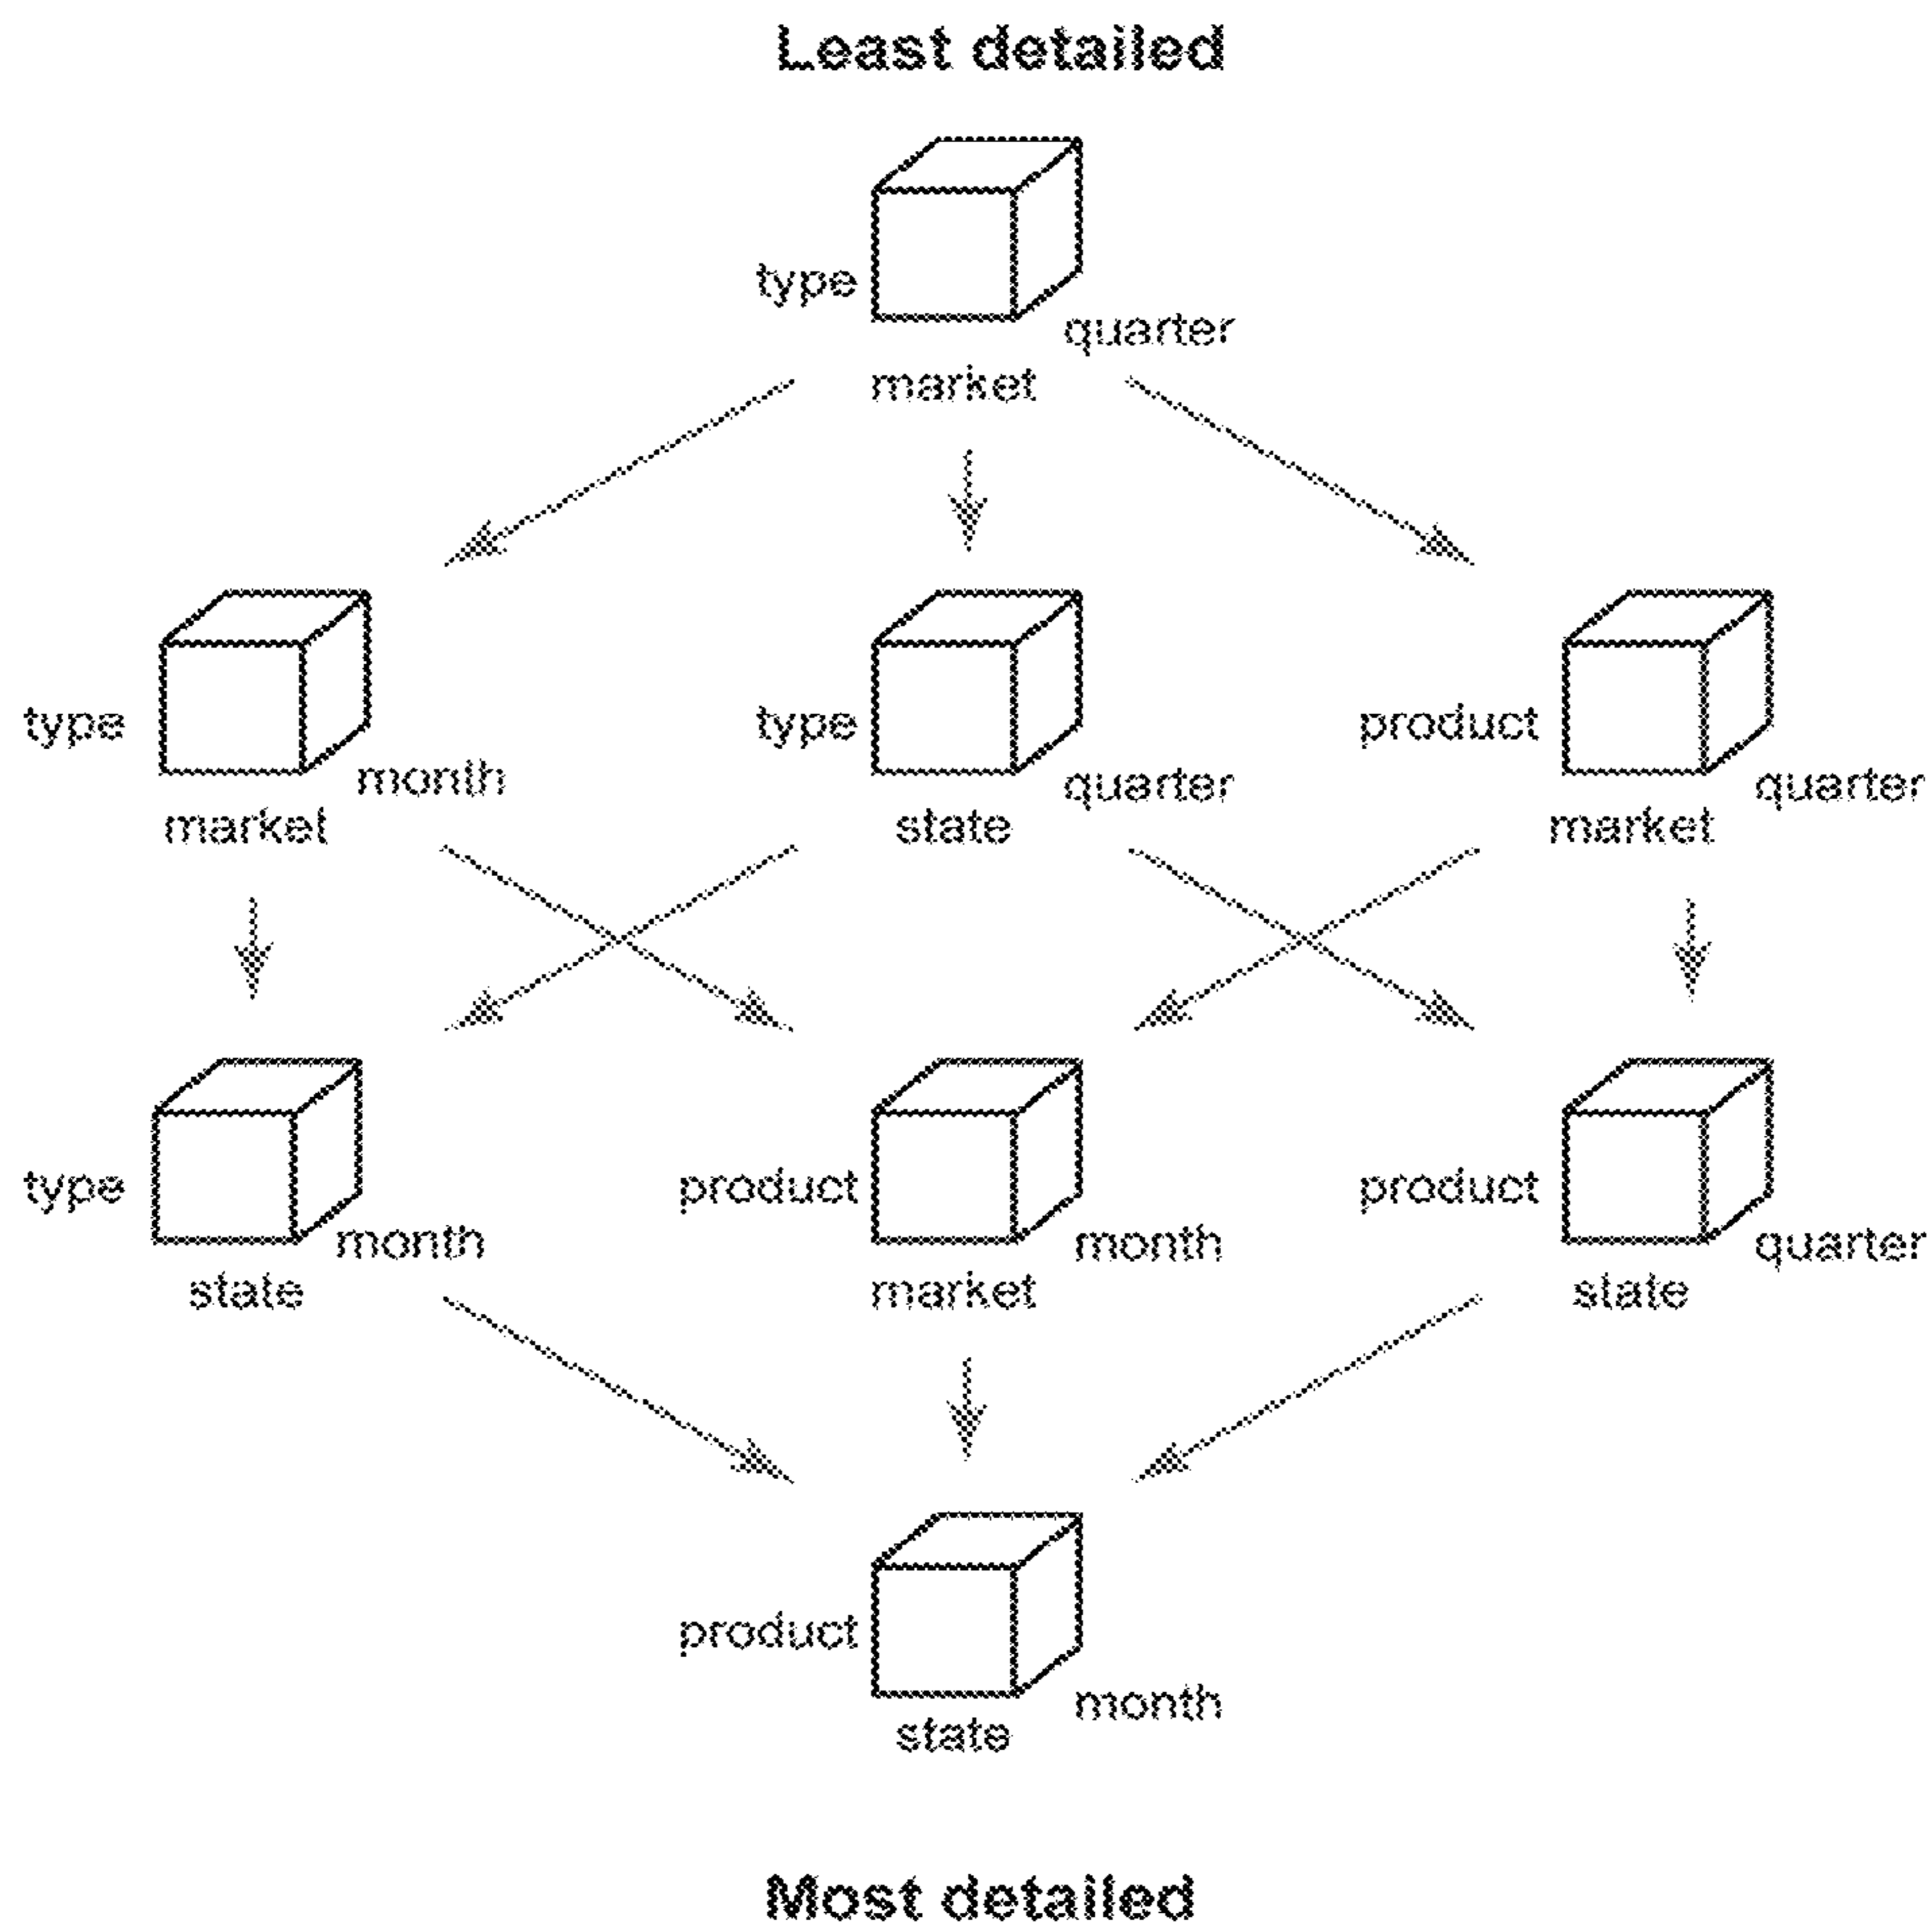 Least detailed
type
quarter
market
type
month
market
type
quarter
state
product
quarter
market
type
month
state
product
month
market
product
quarter
state
product
month
state
Most detailed